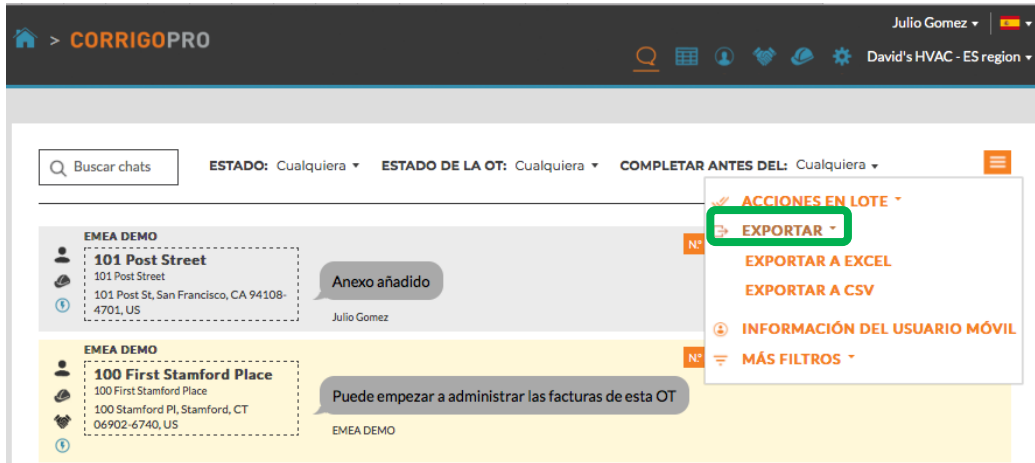 Julio Gomez
> CORRIGOPRO
David's HVAC - ES region
Buscar chats
ESTADO: Cualquiera
ESTADO DE LA OT: Cualquiera
COMPLETAR ANTES DEL: Cualquiera
ACCIONES EN LOTE
EXPORTAR
EXPORTAR A EXCEL
EXPORTAR A CSV
INFORMACIÓN DEL USUARIO MÓVIL
MÁS FILTROS
EMEA DEMO
101 Post Street
101 Post Street
101 Post St, San Francisco, CA 94108-
4701, US
Anexo añadido
Julio Gomez
N.º
EMEA DEMO
100 First Stamford Place
100 First Stamford Place
100 Stamford Pl, Stamford, CT
06902-6740, US
Puede empezar a administrar las facturas de esta OT
EMEA DEMO
N.º